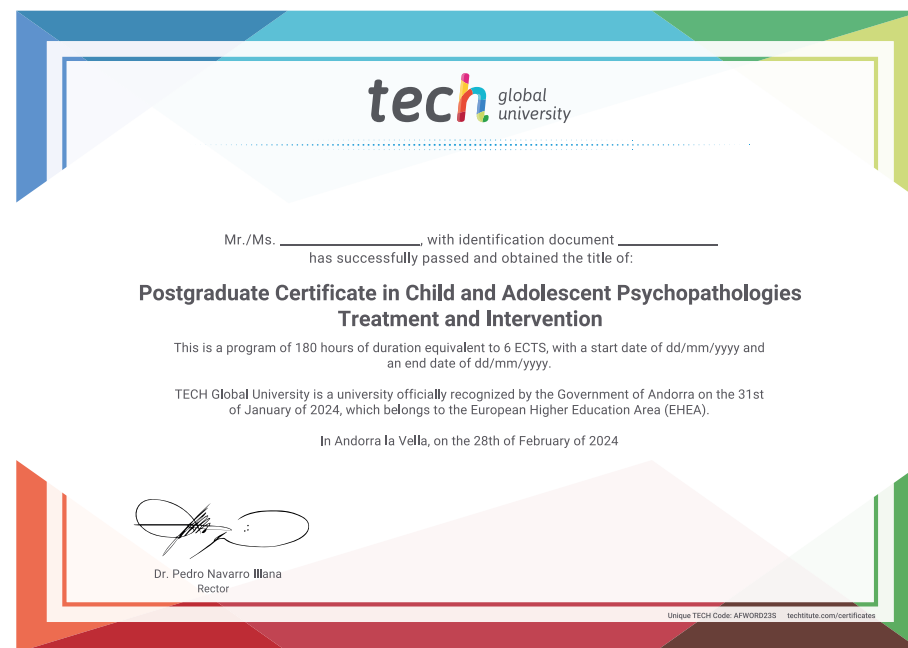 tech global university
Mr./Ms. ____________, with identification document ____________
has successfully passed and obtained the title of:
Postgraduate Certificate in Child and Adolescent Psychopathologies
Treatment and Intervention
This is a program of 180 hours of duration equivalent to 6 ECTS, with a start date of dd/mm/yyyy and
an end date of dd/mm/yyyy.
TECH Global University is a university officially recognized by the Government of Andorra on the 31st
of January of 2024, which belongs to the European Higher Education Area (EHEA).
In Andorra la Vella, on the 28th of February of 2024
Dr. Pedro Navarro Illana
Rector
Unique TECH Code: AFWORD23S techtitute.com/certificates